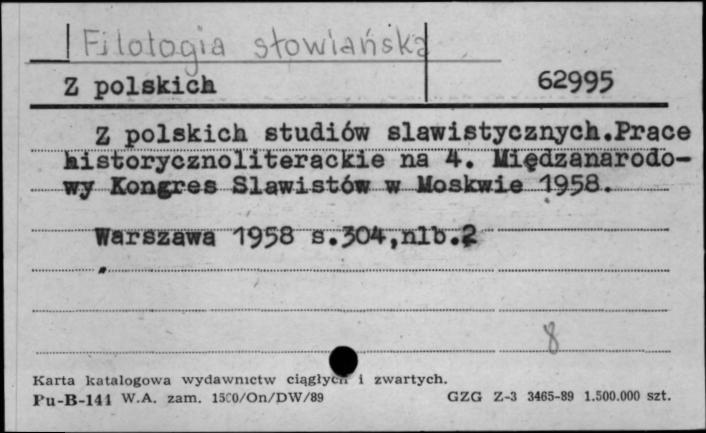 Filologia słowiańska
Z polskich 62995
Z polskich studiów slawistycznych.Prace
historycznoliterackie na 4. Międzanarodo-
wy Kongres Slawistów w Moskwie 1958.
Warszawa 1958 s.304,nlb.2
8
Karta katalogowa wydawnictw ciągłych i zwartych.
Pu-B-141 W.A. zam. 1500/On/DW/89 GZG Z-3 3465-89 1.500.000 szt.